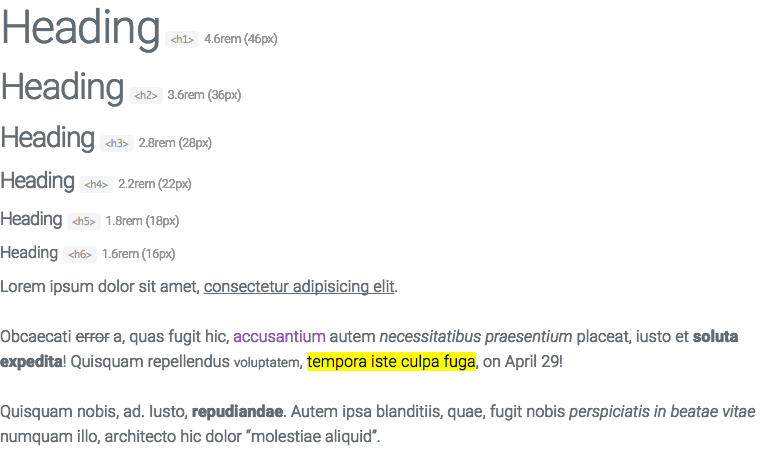 Heading <h1> 4.6rem (46px)
Heading <h2> 3.6rem (36px)
Heading <h3> 2.8rem (28px)
Heading <h4> 2.2rem (22px)
Heading <h5> 1.8rem (18px)
Heading <h6> 1.6rem (16px)
Lorem ipsum dolor sit amet, consectetur adipisicing elit.
Obcaecati error a, quas fugit hic, accusantium autem necessitatibus praesentium placeat, iusto et soluta
expedita! Quisquam repellendus voluptatem, tempora iste culpa fuga, on April 29!
Quisquam nobis, ad. Iusto, repudiandae. Autem ipsa blanditiis, quae, fugit nobis perspiciatis in beatae vitae
numquam illo, architecto hic dolor “molestiae aliquid”.